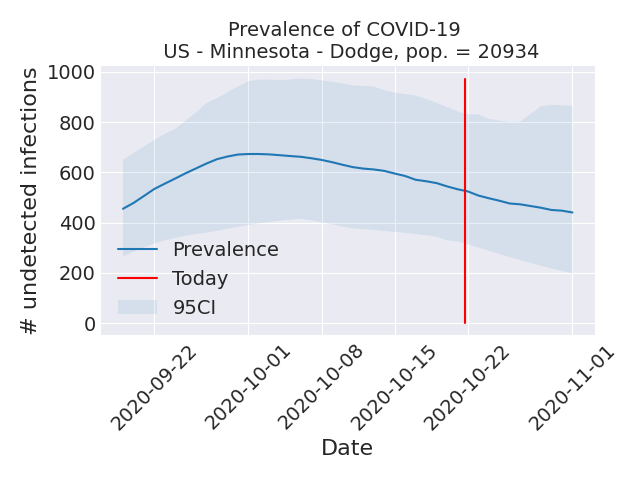 Prevalence of COVID-19
US - Minnesota - Dodge, pop. = 20934
# undetected infections
1000
800
600
400
200
0
Prevalence
Today
95CI
2020-09-22
2020-10-01
2020-10-08
2020-10-15
2020-10-22
2020-11-01
Date